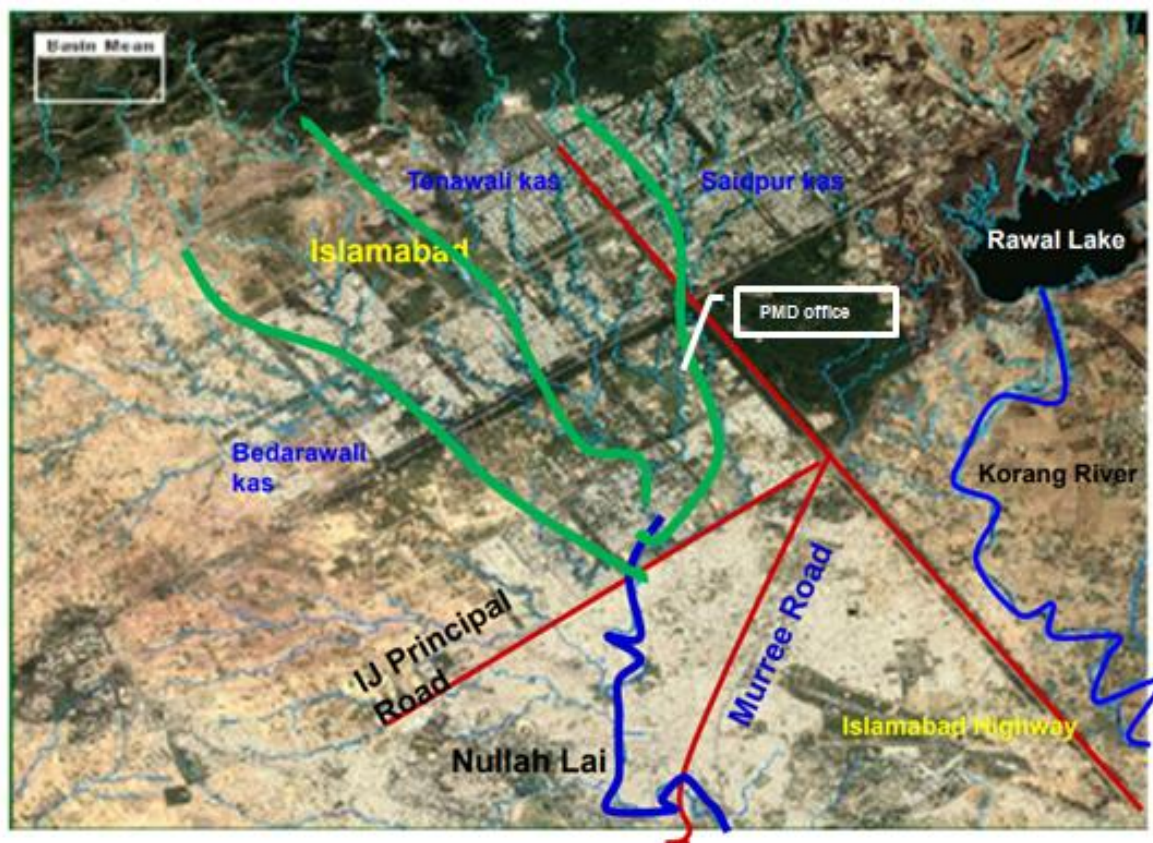 Basin Mean
Tenawali kas
Saidpur kas
Islamabad
Rawal Lake
PMD office
Bedarawali
kas
Korang River
IJ Principal
Road
Murree Road
Islamabad Highway
Nullah Lai